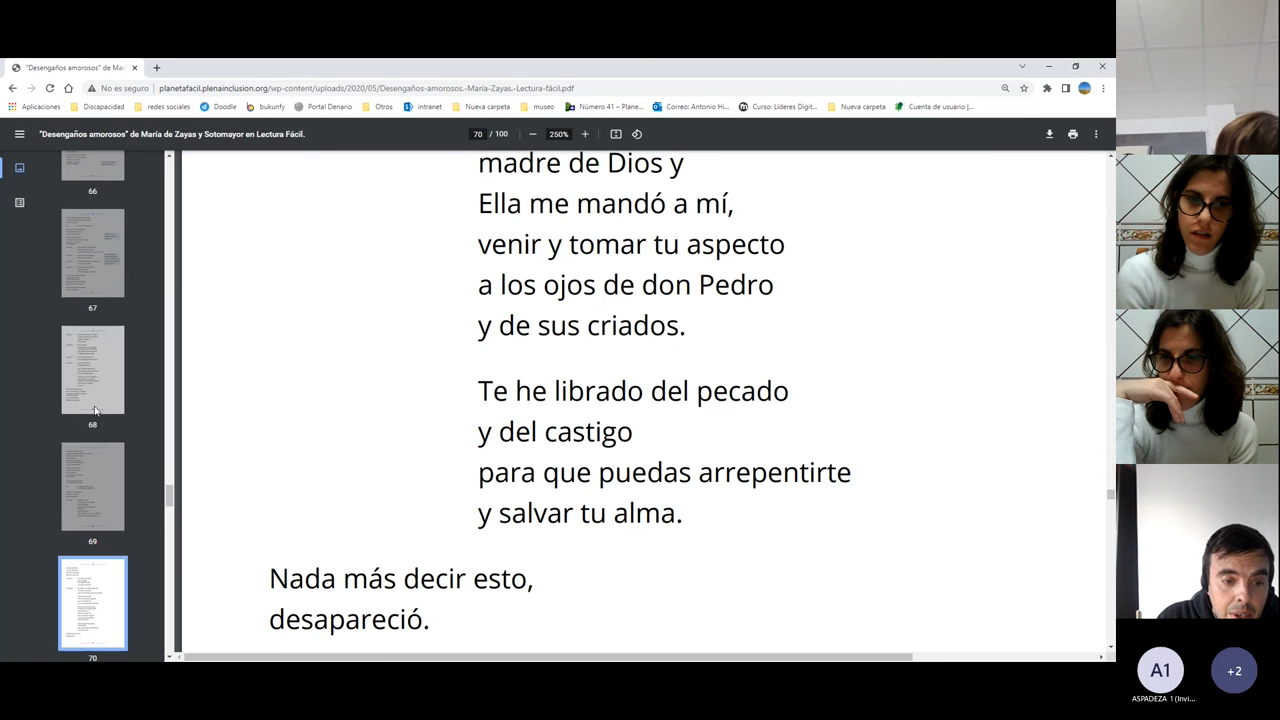 "Desengaños amorosos" de Ma
No es seguro
planetafacil.plenainclusion.org/wp-content/uploads/2020/05/Desengaños-amorosos.-María-Zayas.-Lectura-fácil.pdf
Aplicaciones
Discapacidad
redes sociales
Doodle
bukunfy
Portal Denario
Otros
intranet
Nueva carpeta
museo
Número 41 – Plane...
Correo: Antonio Hi...
Curso: Líderes Digit...
Nueva carpeta
Cuenta de usuario |...
"Desengaños amorosos" de María de Zayas y Sotomayor en Lectura Fácil.
70 / 100
250%
66
67
68
69
70
madre de Dios y
Ella me mandó a mí,
venir y tomar tu aspecto
a los ojos de don Pedro
y de sus criados.
Te he librado del pecado
y del castigo
para que puedas arrepentirte
y salvar tu alma.
Nada más decir esto,
desapareció.
A1
ASPADEZA 1 (Invi...
+2